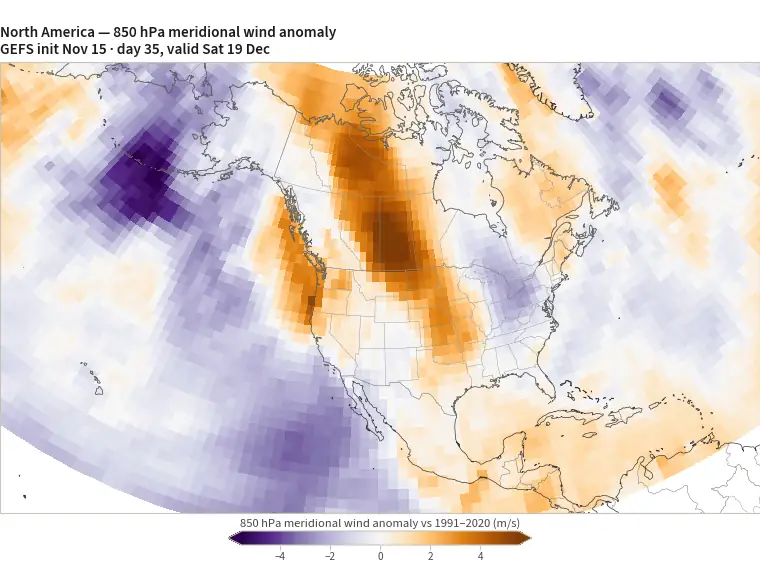 North America — 850 hPa meridional wind anomaly
GEFS init Nov 15 · day 35, valid Sat 19 Dec
850 hPa meridional wind anomaly vs 1991–2020 (m/s)
−4 −2 0 2 4